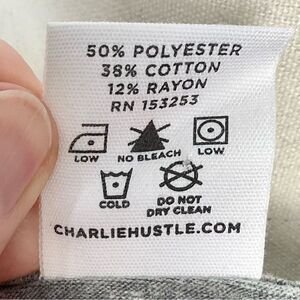 50% POLYESTER
38% COTTON
12% RAYON
RN 153253
LOW NO BLEACH LOW
COLD DO NOT DRY CLEAN
CHARLIEHUSTLE.COM